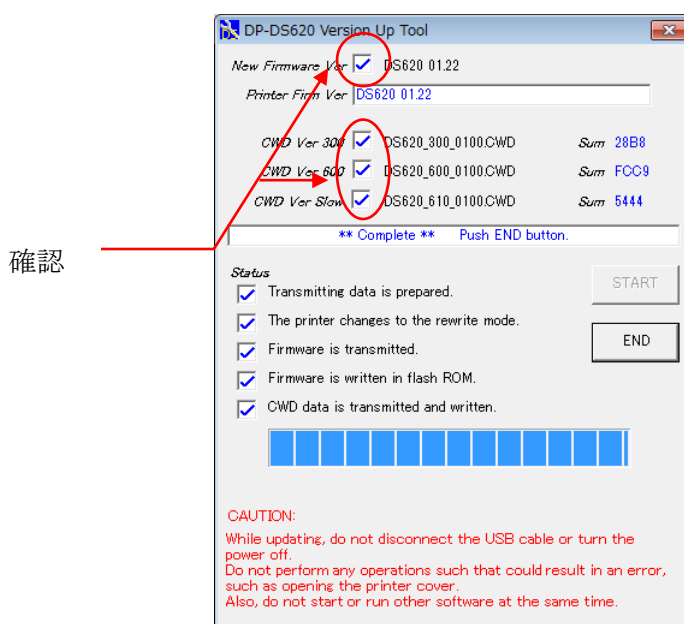 DP-DS620 Version Up Tool
New Firmware Ver DS620 01.22
Printer Firm Ver DS620 01.22
CWD Ver 300 DS620_300_0100.CWD Sum 28B8
CWD Ver 600 DS620_600_0100.CWD Sum FCC9
CWD Ver Slow DS620_610_0100.CWD Sum 5444
** Complete ** Push END button.
確認
Status
START
Transmitting data is prepared.
The printer changes to the rewrite mode.
END
Firmware is transmitted.
Firmware is written in flash ROM.
CWD data is transmitted and written.
CAUTION:
While updating, do not disconnect the USB cable or turn the
power off.
Do not perform any operations such that could result in an error,
such as opening the printer cover.
Also, do not start or run other software at the same time.